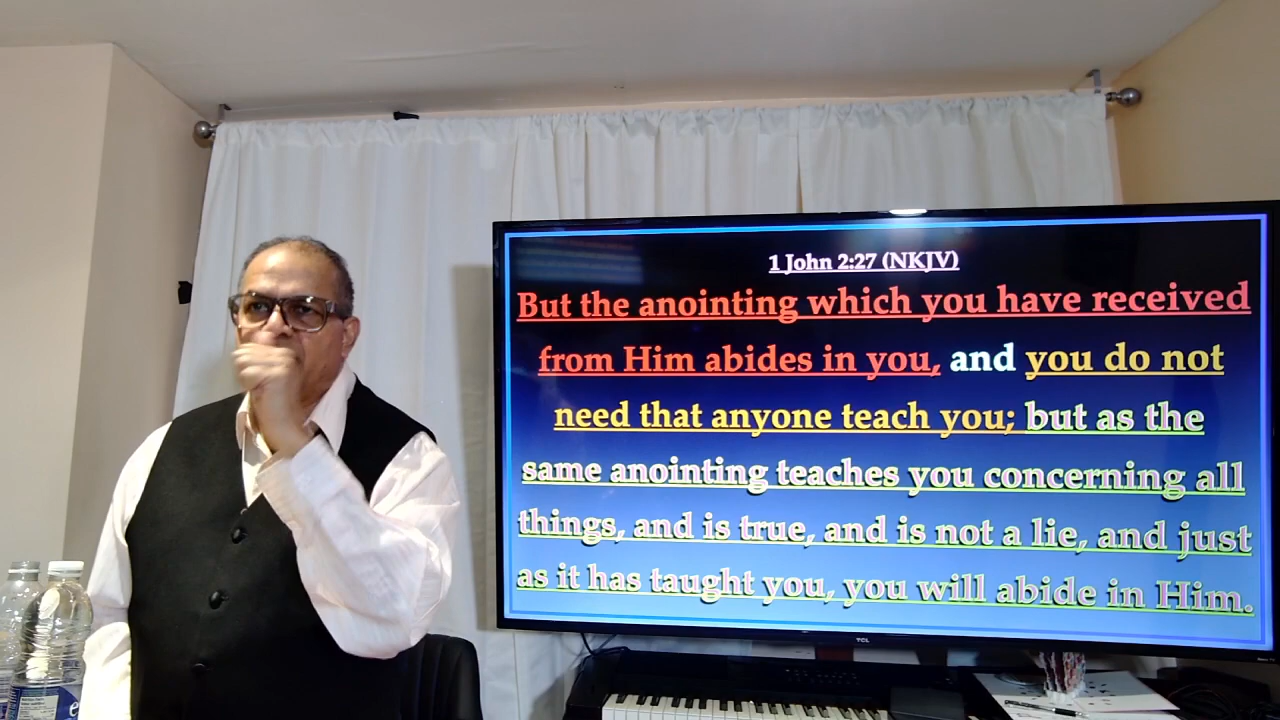 1 John 2:27 (NKJV)
But the anointing which you have received
from Him abides in you, and you do not
need that anyone teach you; but as the
same anointing teaches you concerning all
things, and is true, and is not a lie, and just
as it has taught you, you will abide in Him.
TCL